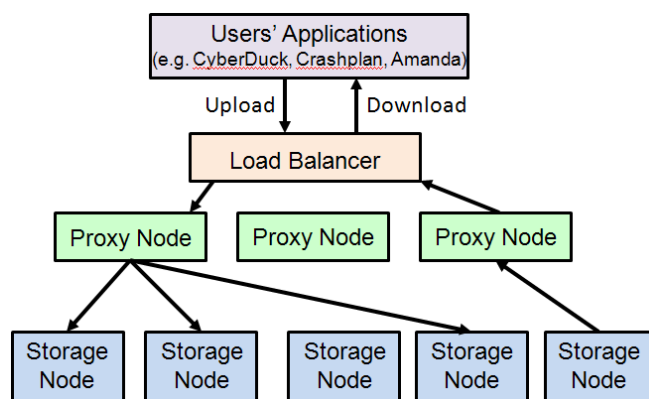 Users' Applications
(e.g. CyberDuck, Crashplan, Amanda)
Upload
Download
Load Balancer
Proxy Node
Proxy Node
Proxy Node
Storage
Node
Storage
Node
Storage
Node
Storage
Node
Storage
Node